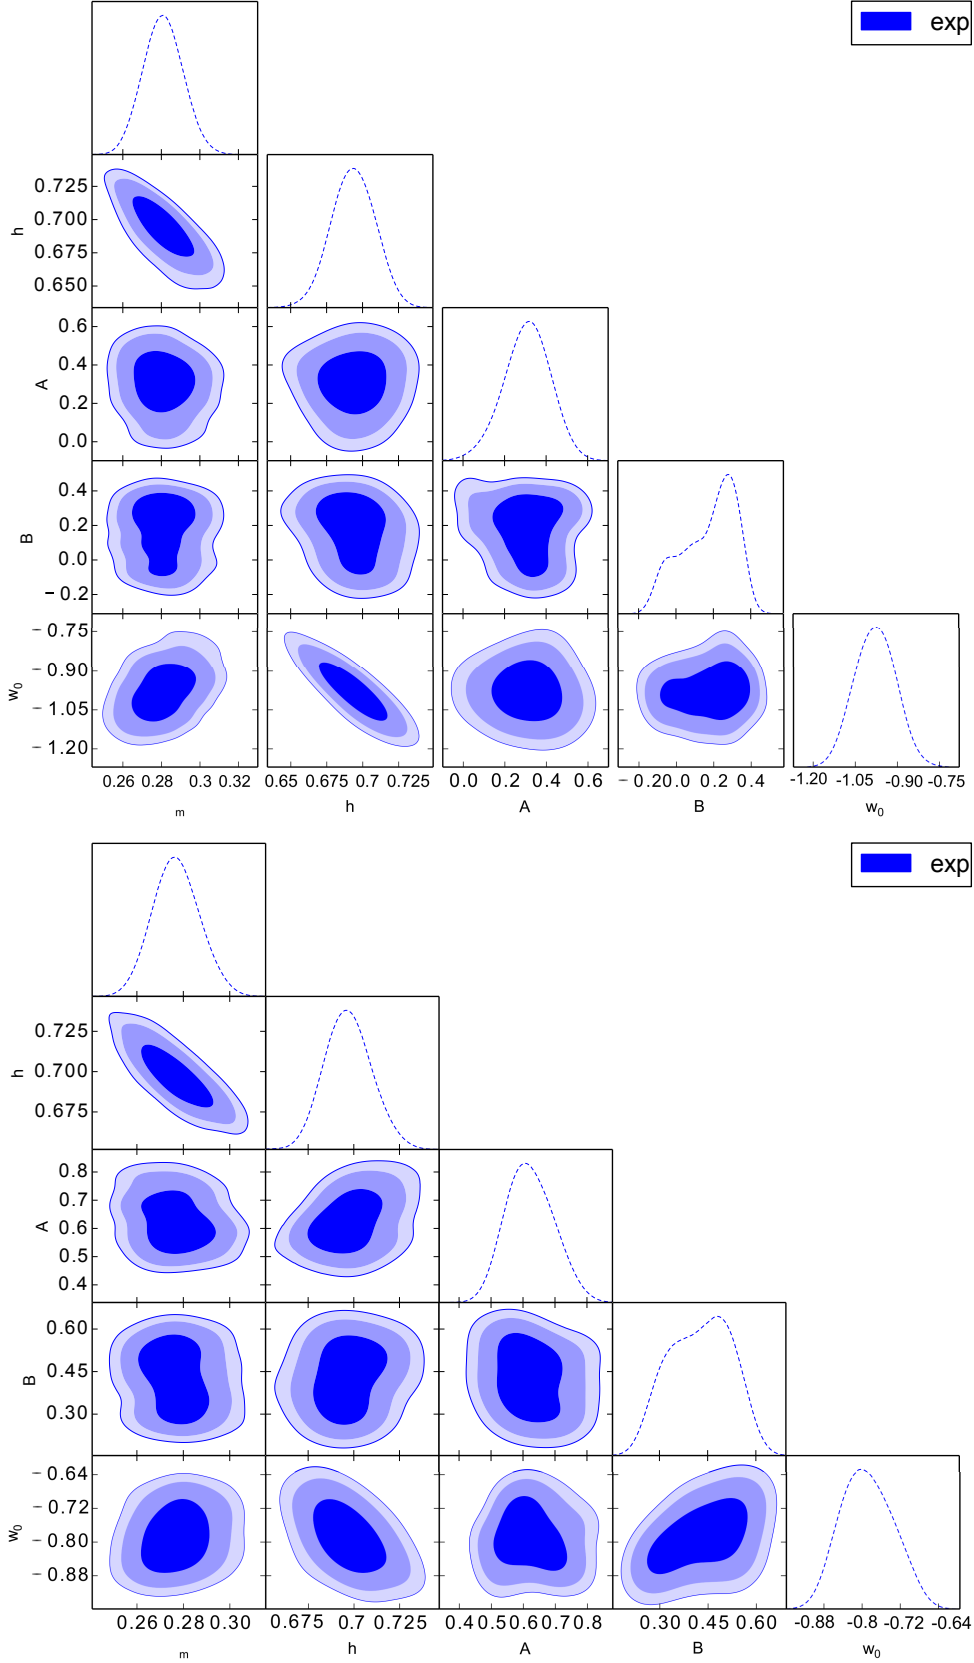 exp
0.725
0.700
0.675
0.650
h
0.6
0.4
0.2
0.0
A
0.4
0.2
0.0
− 0.2
B
− 0.75
− 0.90
− 1.05
− 1.20
w0
0.26 0.28 0.3 0.32
0.65 0.675 0.7 0.725
0.0 0.2 0.4 0.6
− 0.20.0 0.2 0.4
-1.20 -1.05 -0.90 -0.75
m h A B w0
exp
0.725
0.700
0.675
h
0.8
0.7
0.6
0.5
0.4
A
0.60
0.45
0.30
B
− 0.64
− 0.72
− 0.80
− 0.88
w0
0.26 0.28 0.30
0.675 0.7 0.725
0.4 0.5 0.6 0.7 0.8
0.30 0.45 0.60
-0.88 -0.8 -0.72 -0.64
m h A B w0